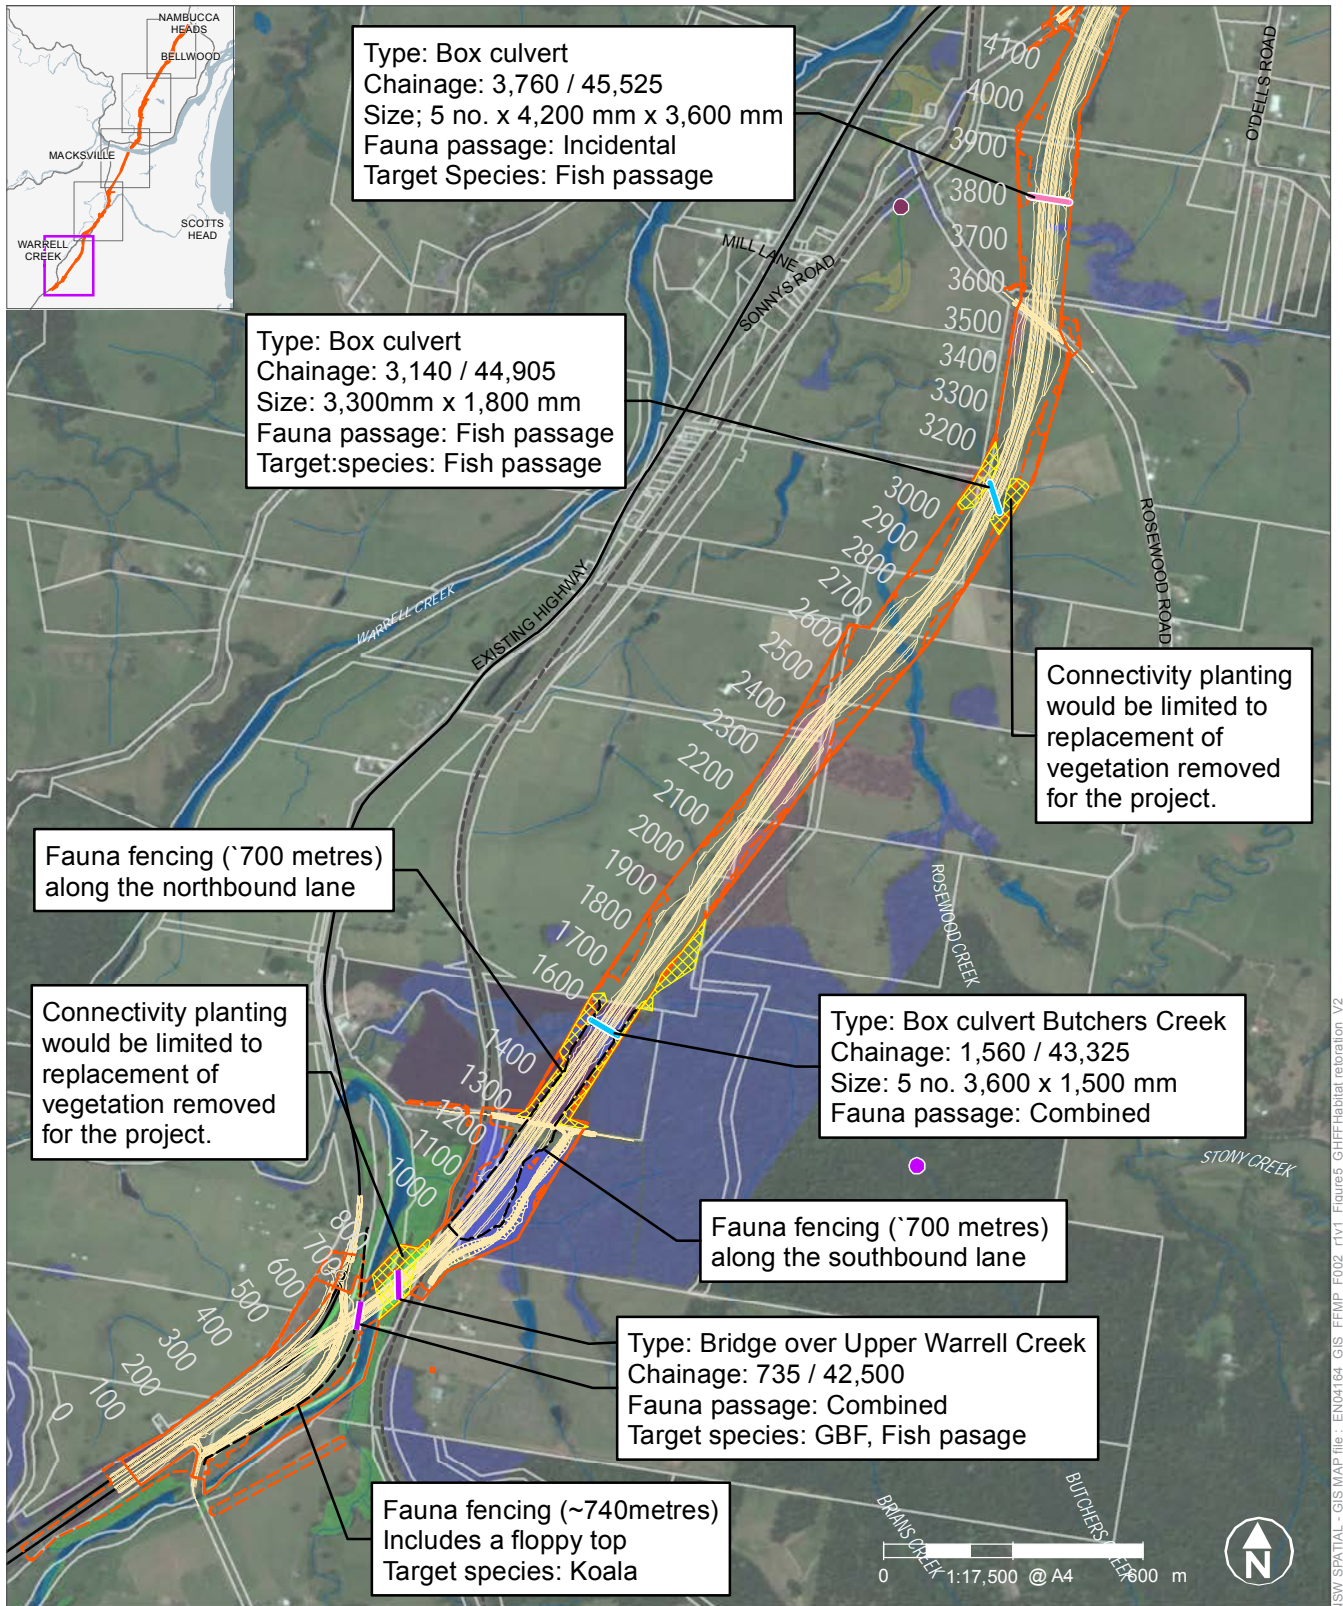 NAMBUCCA
HEADS
BELLWOOD
MACKSVILLE
SCOTTS
HEAD
WARRELL
CREEK
Type: Box culvert
Chainage: 3,760 / 45,525
Size; 5 no. x 4,200 mm x 3,600 mm
Fauna passage: Incidental
Target Species: Fish passage
4100
4000
3900
3800
3700
3600
3500
3400
3300
3200
3000
2900
2800
2700
2600
2500
2400
2300
2200
2100
2000
1900
1800
1700
1600
1400
1300
1200
1100
1000
800
700
600
500
400
300
200
100
0
O'DELLS ROAD
MILL LANE
SONNYS ROAD
Type: Box culvert
Chainage: 3,140 / 44,905
Size: 3,300mm x 1,800 mm
Fauna passage: Fish passage
Target:species: Fish passage
ROSEWOOD ROAD
WARRELL CREEK
EXISTING HIGHWAY
Connectivity planting
would be limited to
replacement of
vegetation removed
for the project.
Fauna fencing (`700 metres)
along the northbound lane
ROSEWOOD CREEK
Connectivity planting
would be limited to
replacement of
vegetation removed
for the project.
Type: Box culvert Butchers Creek
Chainage: 1,560 / 43,325
Size: 5 no. 3,600 x 1,500 mm
Fauna passage: Combined
STONY CREEK
Fauna fencing (`700 metres)
along the southbound lane
Type: Bridge over Upper Warrell Creek
Chainage: 735 / 42,500
Fauna passage: Combined
Target species: GBF, Fish pasage
Fauna fencing (~740metres)
Includes a floppy top
Target species: Koala
BRIANS CREEK
BUTCHERS CREEK
0 1:17,500 @ A4 600 m
N
NSW SPATIAL - GIS MAP file : EN04164_GIS_FFMP_F002_r1v1_Figure5_GHFFHabitat retoration_V2